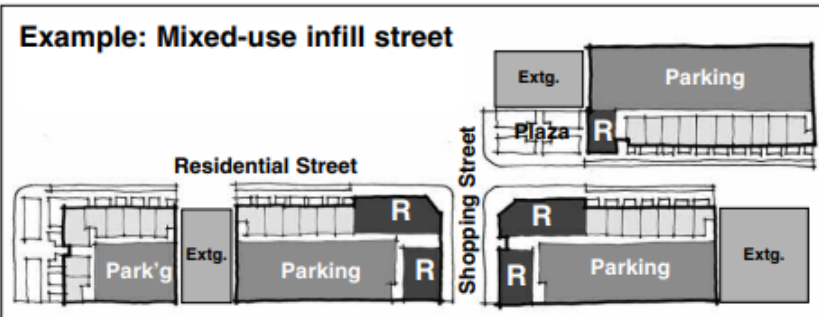 Example: Mixed-use infill street
Extg.
Parking
Plaza
R
Residential Street
Shopping Street
R
R
Park'g
Extg.
Parking
R
R
Parking
Extg.